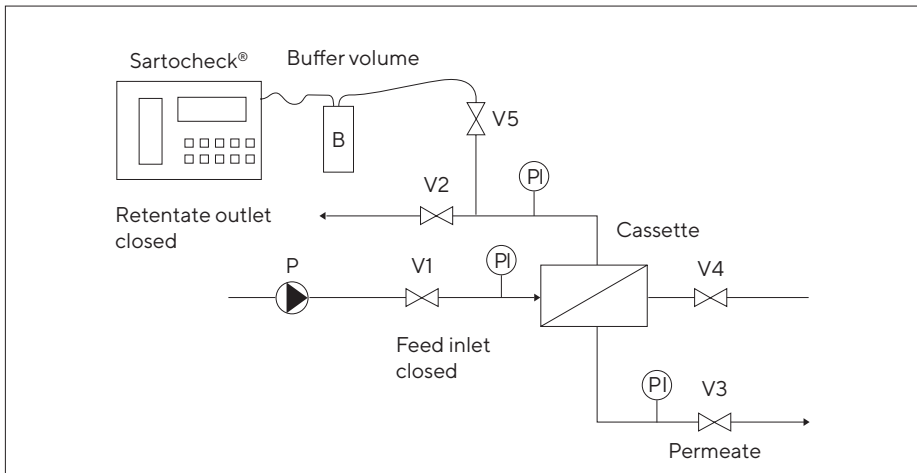 Sartocheck®
Buffer volume
B
V5
V2
PI
Retentate outlet
closed
Cassette
P
V1
PI
V4
Feed inlet
closed
PI
V3
Permeate